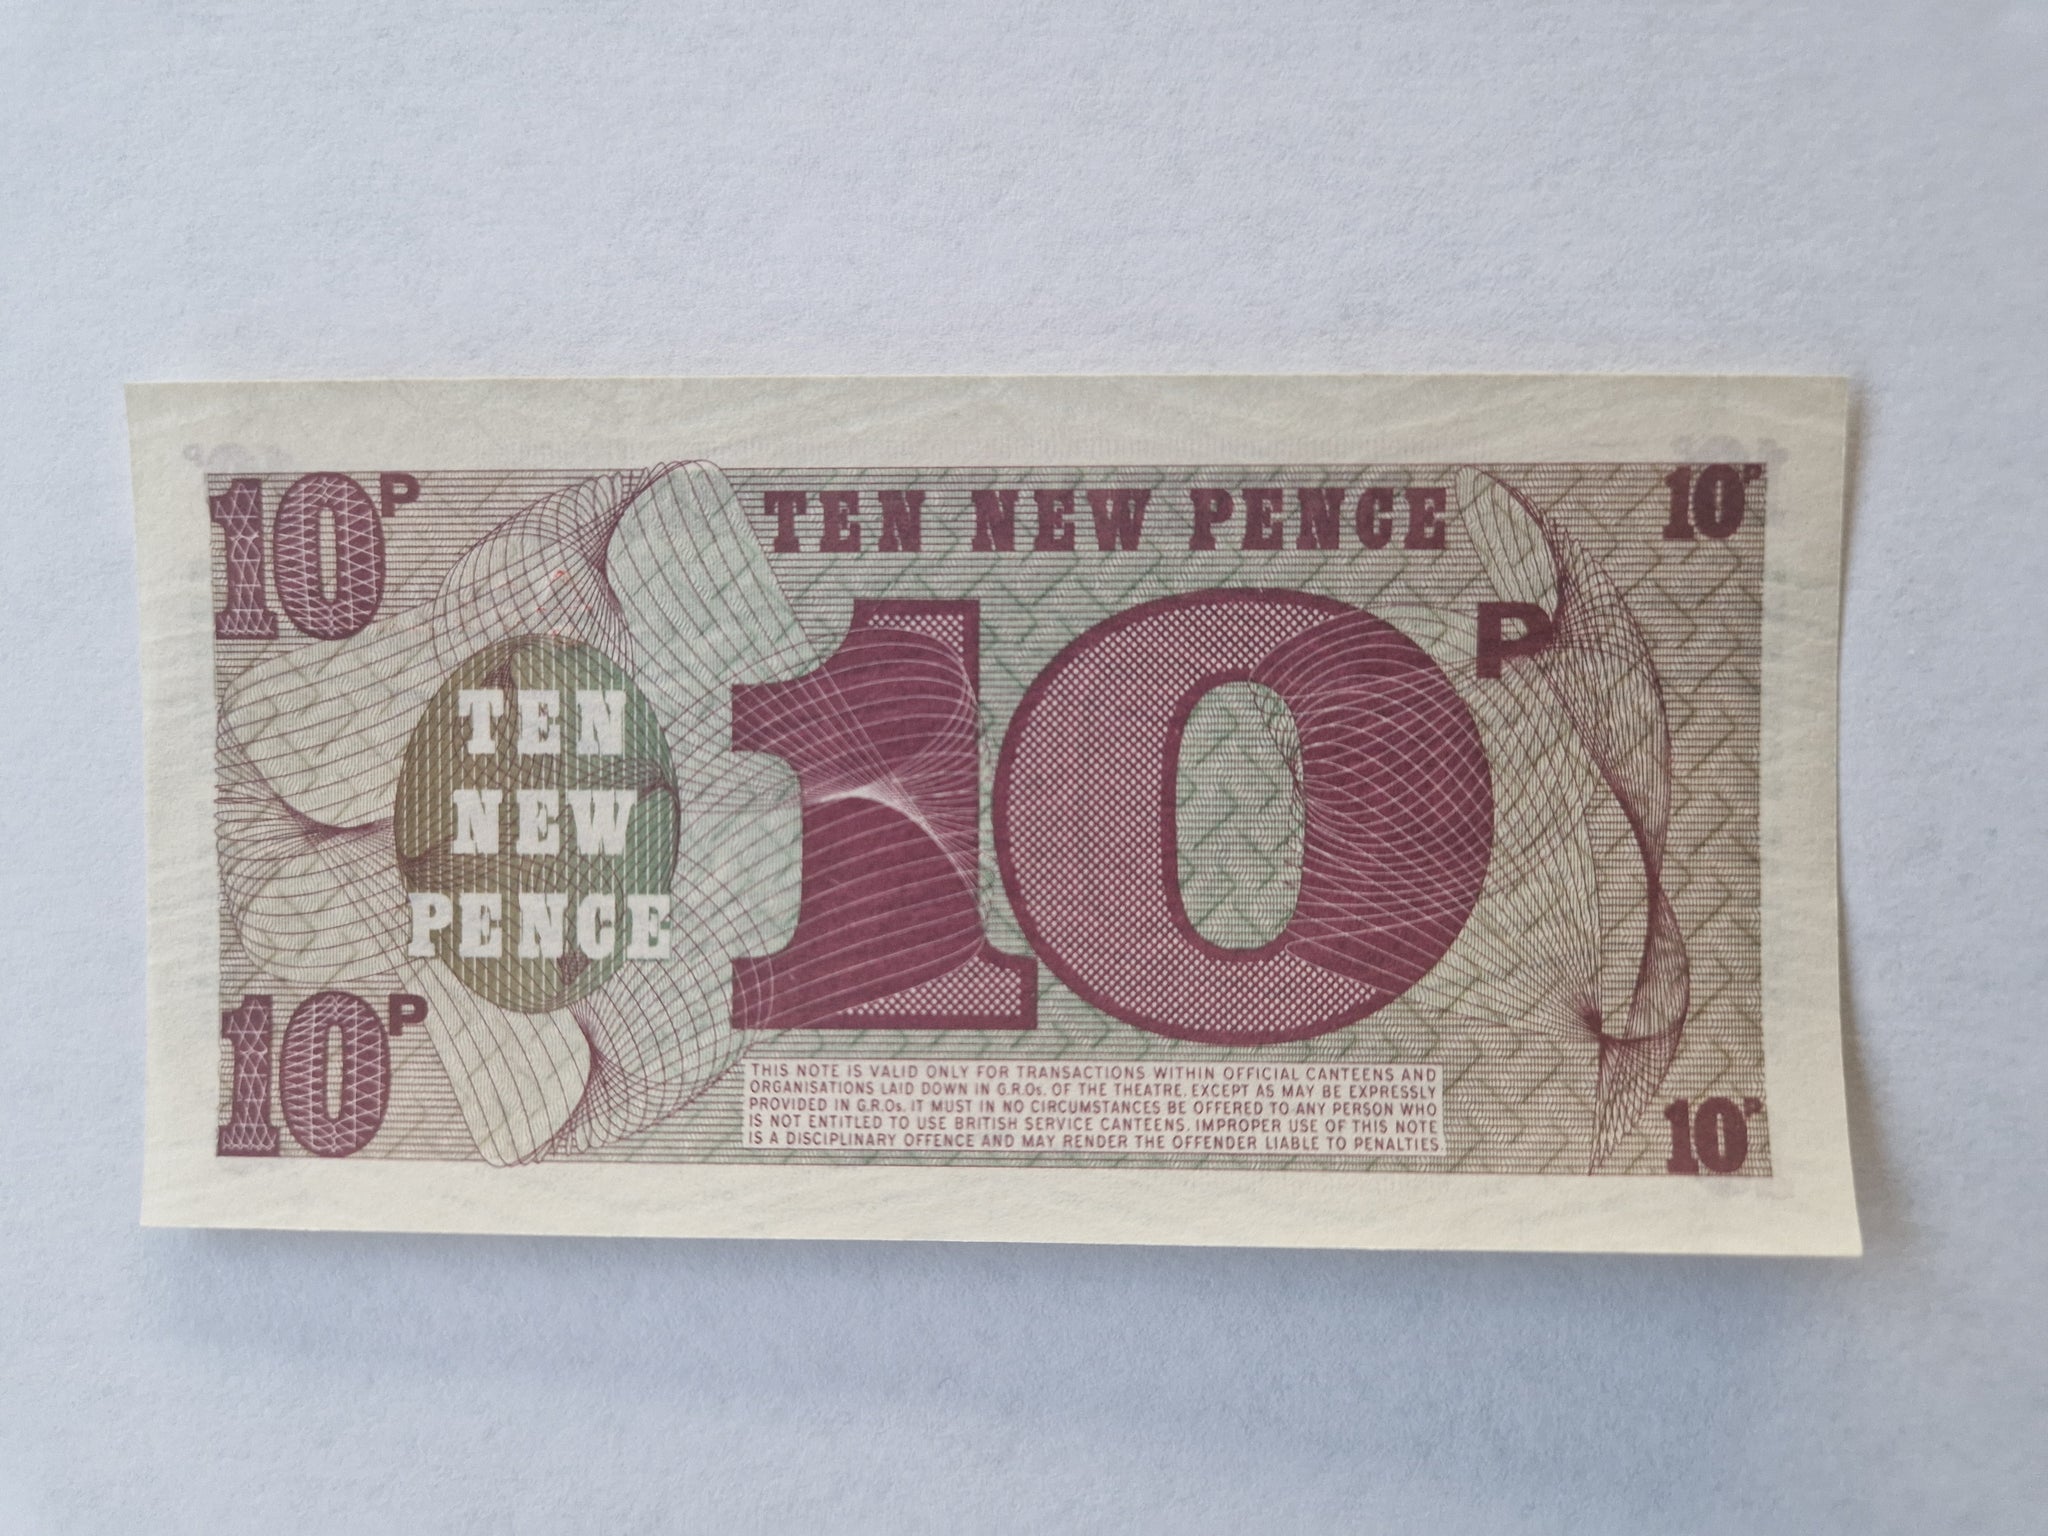 10P
TEN NEW PENCE
10P
10P
TEN
NEW
PENCE
10P
THIS NOTE IS VALID ONLY FOR TRANSACTIONS WITHIN OFFICIAL CANTEENS AND
ORGANISATIONS LAID DOWN IN G.R.Os. OF THE THEATRE. EXCEPT AS MAY BE EXPRESSLY
PROVIDED IN G.R.Os. IT MUST IN NO CIRCUMSTANCES BE OFFERED TO ANY PERSON WHO
IS NOT ENTITLED TO USE BRITISH SERVICE CANTEENS. IMPROPER USE OF THIS NOTE
IS A DISCIPLINARY OFFENCE AND MAY RENDER THE OFFENDER LIABLE TO PENALTIES
10P